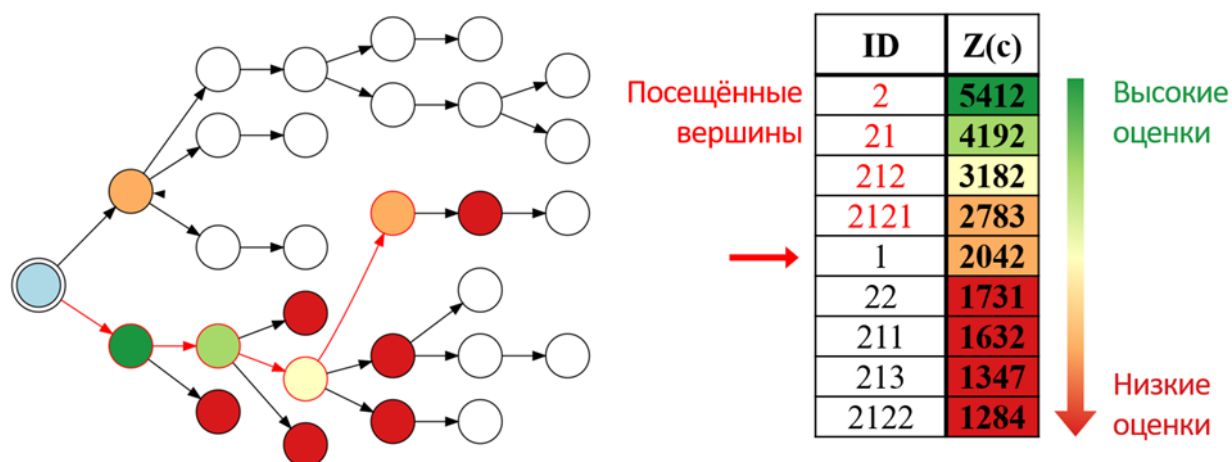 ID Z(c)
Посещённые
вершины
2 5412
21 4192
212 3182
2121 2783
1 2042
22 1731
211 1632
213 1347
2122 1284
Высокие
оценки
Низкие
оценки